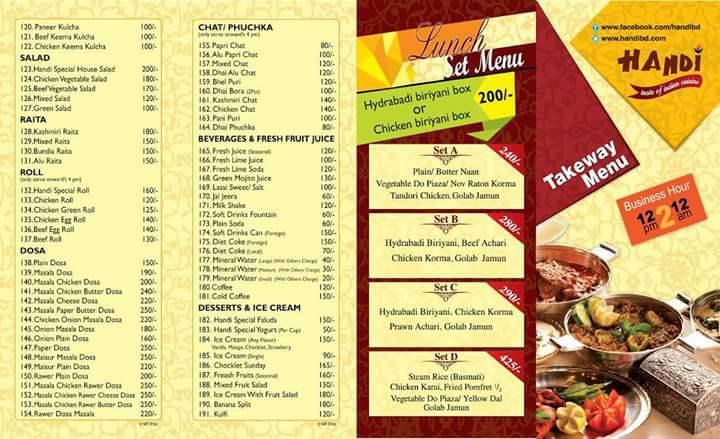 120. Paneer Kulcha 100/-
121. Beef Keema Kulcha 100/-
122. Chicken Keema Kulcha 100/-
SALAD
123. Handi Special House Salad 200/-
124. Chicken Vegetable Salad 180/-
125. Beef Vegetable Salad 170/-
126. Mixed Salad 120/-
127. Green Salad 100/-
RAITA
128. Kashmiri Raita 180/-
129. Mixed Raita 150/-
130. Bundia Raita 150/-
131. Alu Raita 150/-
ROLL
(only serve onward's 4 pm)
132. Handi Special Roll 160/-
133. Chicken Roll 120/-
134. Chicken Green Roll 125/-
135. Chicken Egg Roll 140/-
136. Beef Egg Roll 140/-
137. Beef Roll 130/-
DOSA
138. Plain Dosa 150/-
139. Masala Dosa 190/-
140. Masala Chicken Dosa 200/-
141. Masala Chicken Butter Dosa 240/-
142. Masala Cheese Dosa 220/-
143. Masala Paper Butter Dosa 250/-
144. Chicken Onion Masala Dosa 220/-
145. Onion Masala Dosa 180/-
146. Onion Plain Dosa 160/-
147. Paper Dosa 250/-
148. Maisur Masala Dosa 250/-
149. Maisur Plain Dosa 220/-
150. Rawa Plain Dosa 200/-
151. Masala Chicken Rawer Dosa 250/-
152. Masala Chicken Rawer Cheese Dosa 250/-
153. Masala Chicken Rawer Butter Dosa 250/-
154. Rawer Dosa Masala 220/-
CHAT/ PHUCHKA
(only serve onward's 4 pm)
155. Papri Chat 80/-
156. Alu Papri Chat 100/-
157. Mixed Chat 120/-
158. Dhai Alu Chat 120/-
159. Bhel Puri 120/-
160. Dhai Bora (2Pcs) 100/-
161. Kashmiri Chat 140/-
162. Chicken Chat 140/-
163. Pani Puri 100/-
164. Dhai Phuchka 80/-
BEVERAGES & FRESH FRUIT JUICE
165. Fresh Juice (Seasonal) 120/-
166. Fresh Lime Juice 100/-
167. Fresh Lime Soda 120/-
168. Green Mojito Juice 130/-
169. Lassi Sweet/ Salt 100/-
170. Jal Jeera 60/-
171. Milk Shake 120/-
172. Soft Drinks Fountain 60/-
173. Plain Soda 60/-
174. Soft Drinks Can (Foreign) 150/-
175. Diet Coke (Foreign) 150/-
176. Diet Coke (Local) 70/-
177. Mineral Water (Large) (With Others Charge) 40/-
178. Mineral Water (Medium) (With Others Charge) 30/-
179. Mineral Water (Small) (With Others Charge) 20/-
180. Coffee 120/-
181. Cold Coffee 150/-
DESSERTS & ICE CREAM
182. Handi Special Faluda 150/-
183. Handi Special Yogurt (Per Cup) 50/-
184. Ice Cream (Any Flavor) 150/-
Vanilla, Mango, Chocklet, Strawberry
185. Ice Cream (Single) 90/-
186. Chocklet Sunday 165/-
187. Freash Fruits (Seasonal) 160/-
188. Mixed Fruk Salad 150/-
189. Ice Cream With Fruit Salad 180/-
190. Banana Split 180/-
191. Kulfi 120/-
Lunch
Set Menu
Hydrabadi biriyani box
or
Chicken biriyani box
200/-
Set A
240/-
Plain/ Butter Naan
Vegetable Do Piaza/ Nov Raton Korma
Tandori Chicken, Golab Jamun
Set B
280/-
Hydrabadi Biriyani, Beef Achari
Chicken Korma, Golab Jamun
Set C
290/-
Hydrabadi Biriyani, Chicken Korma
Prawn Achari, Golab Jamun
Set D
425/-
Steam Rice (Basmati)
Chicken Karai, Fried Pomfret 1/2
Vegetable Do Piaza/ Yellow Dal
Golab Jamun
www.facebook.com/handibd
www.handibd.com
HANDI
taste of indian cuisine
Takeway
Menu
Business Hour
12 pm 2 12 am